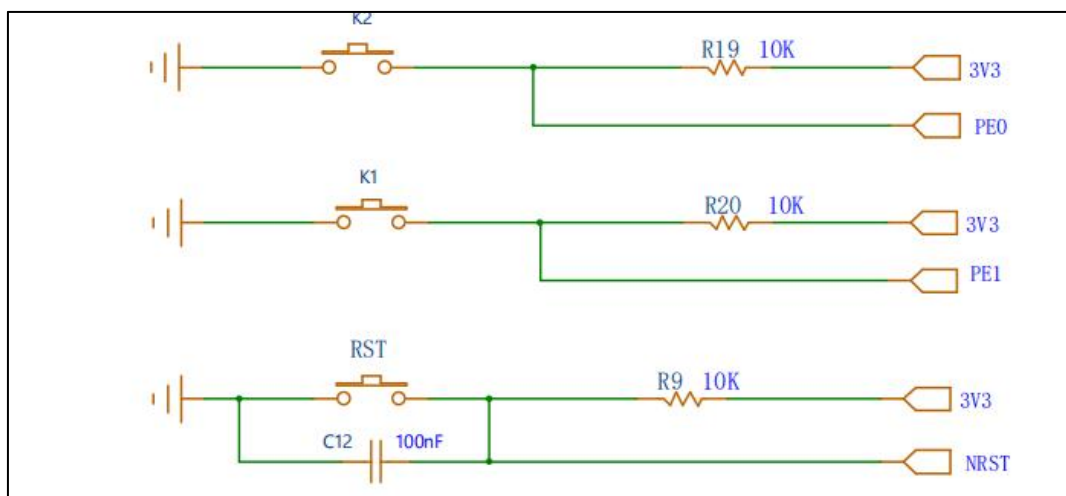 K2
R19 10K
3V3
PE0
K1
R20 10K
3V3
PE1
RST
R9 10K
3V3
C12 100nF
NRST